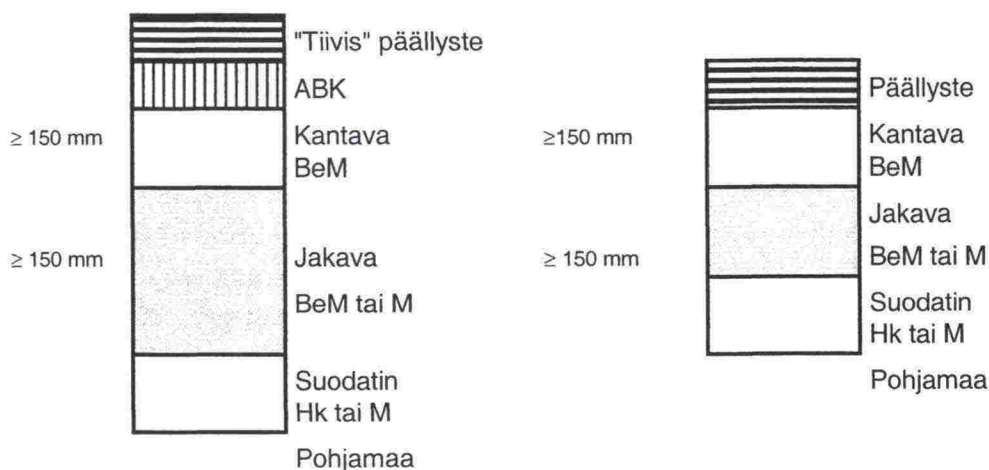 "Tiivis" päällyste
ABK
≥ 150 mm
Kantava
BeM
≥ 150 mm
Jakava
BeM tai M
Suodatin
Hk tai M
Pohjamaa
Päällyste
≥150 mm
Kantava
BeM
≥ 150 mm
Jakava
BeM tai M
Suodatin
Hk tai M
Pohjamaa